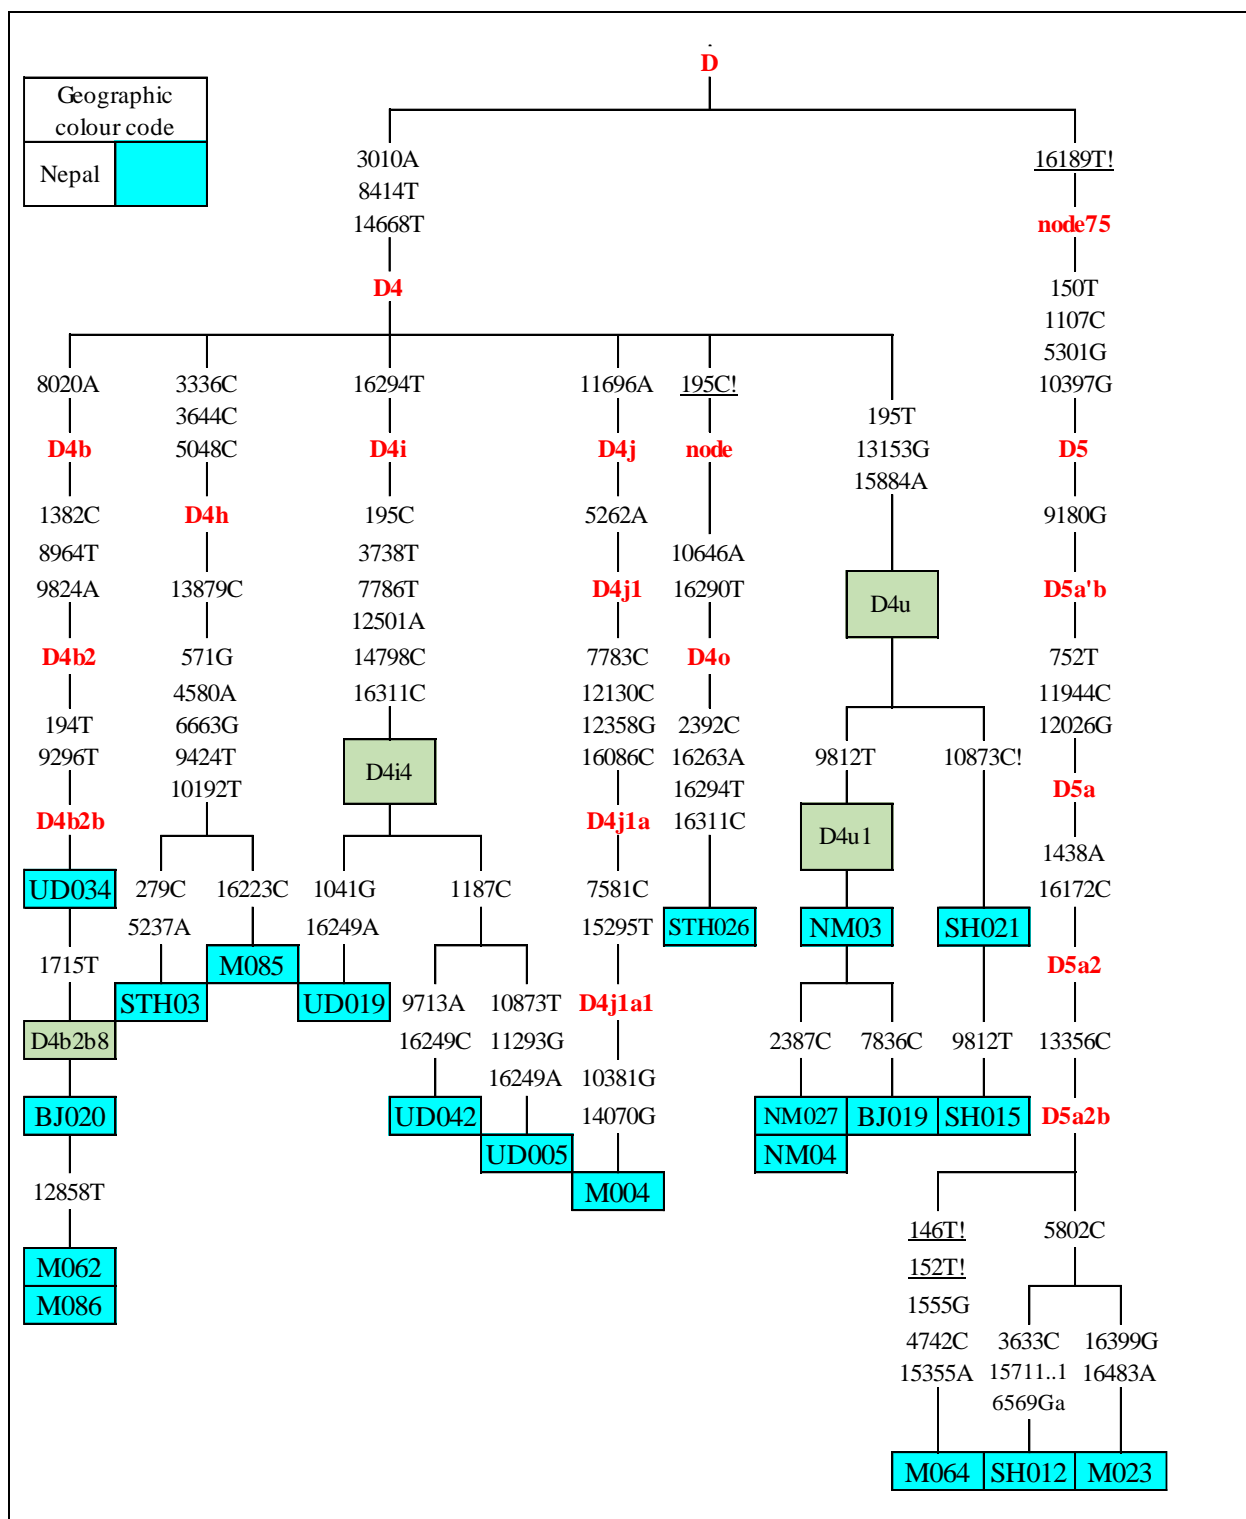 D
Geographic
colour code
Nepal
3010A
8414T
14668T
D4
16189T!
node75
150T
1107C
5301G
10397G
D5
9180G
D5a'b
752T
11944C
12026G
D5a
1438A
16172C
D5a2
13356C
D5a2b
8020A
D4b
1382C
8964T
9824A
D4b2
194T
9296T
D4b2b
UD034
1715T
D4b2b8
BJ020
12858T
M062
M086
3336C
3644C
5048C
D4h
13879C
571G
4580A
6663G
9424T
10192T
279C
5237A
STH03
16223C
M085
16294T
D4i
195C
3738T
7786T
12501A
14798C
16311C
D4i4
1041G
16249A
UD019
1187C
9713A
16249C
UD042
10873T
11293G
16249A
UD005
11696A
D4j
5262A
D4j1
7783C
12130C
12358G
16086C
D4j1a
7581C
15295T
D4j1a1
10381G
14070G
M004
195C!
node
10646A
16290T
D4o
2392C
16263A
16294T
16311C
STH026
195T
13153G
15884A
D4u
9812T
D4u1
NM03
2387C
NM027
NM04
7836C
BJ019
10873C!
SH021
9812T
SH015
146T!
152T!
1555G
4742C
15355A
M064
5802C
3633C
15711..1
6569Ga
SH012
16399G
16483A
M023